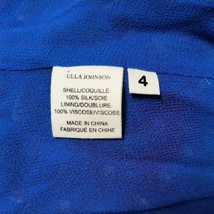 ULLA JOHNSON
4
SHELL/COQUILLE:
100% SILK/SOIE
LINING/DOUBLURE:
100% VISCOSE/VISCOSE
MADE IN CHINA
FABRIQUÉ EN CHINE